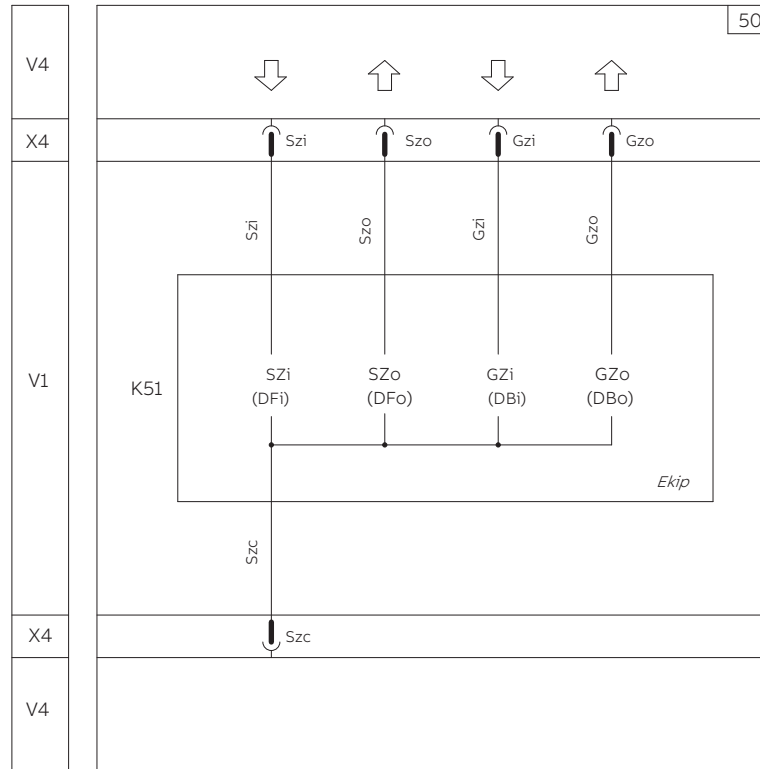 50
V4
X4 Szi Szo Gzi Gzo
Szi Szo Gzi Gzo
V1 K51
SZi SZo GZi GZo
(DFi) (DFo) (DBi) (DBo)
Ekip
Szc
X4 Szc
V4